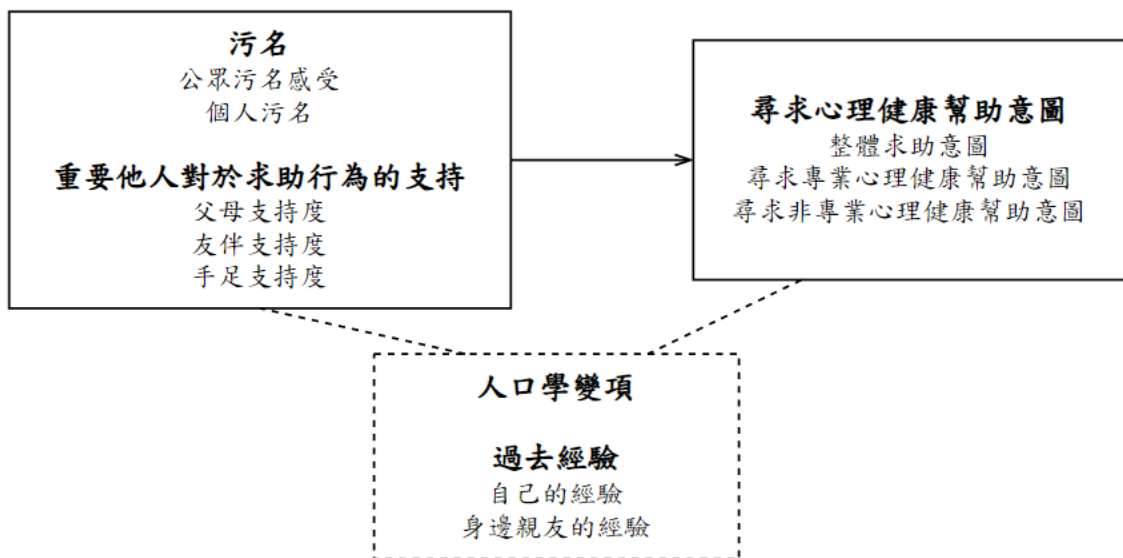 污名
公眾污名感受
個人污名
重要他人對於求助行為的支持
父母支持度
友伴支持度
手足支持度
尋求心理健康幫助意圖
整體求助意圖
尋求專業心理健康幫助意圖
尋求非專業心理健康幫助意圖
人口學變項
過去經驗
自己的經驗
身邊親友的經驗